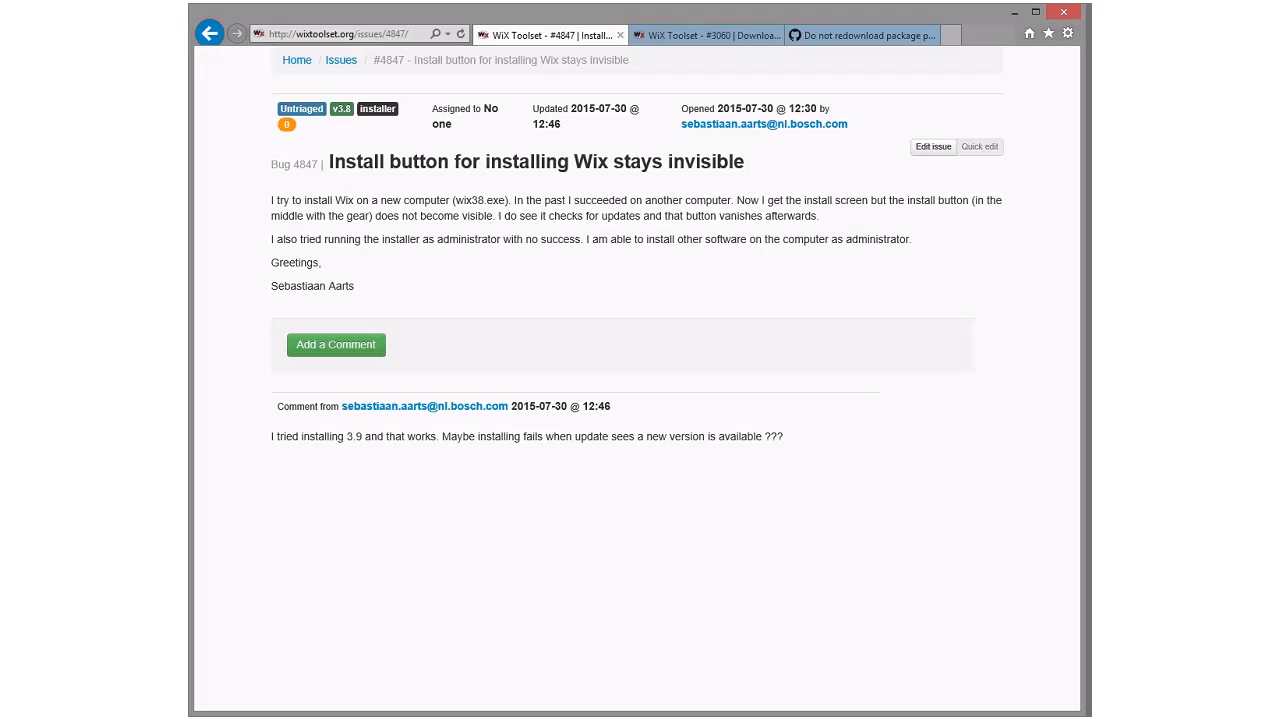 http://wixtoolset.org/issues/4847/
WiX Toolset - #4847 | Install...
WiX Toolset - #3060 | Downloa...
Do not redownload package p...
Home / Issues / #4847 - Install button for installing Wix stays invisible
Untriaged v3.8 installer
0
Assigned to No
one
Updated 2015-07-30 @
12:46
Opened 2015-07-30 @ 12:30 by
sebastiaan.aarts@nl.bosch.com
Edit issue Quick edit
Bug 4847 | Install button for installing Wix stays invisible
I try to install Wix on a new computer (wix38.exe). In the past I succeeded on another computer. Now I get the install screen but the install button (in the
middle with the gear) does not become visible. I do see it checks for updates and that button vanishes afterwards.
I also tried running the installer as administrator with no success. I am able to install other software on the computer as administrator.
Greetings,
Sebastiaan Aarts
Add a Comment
Comment from sebastiaan.aarts@nl.bosch.com 2015-07-30 @ 12:46
I tried installing 3.9 and that works. Maybe installing fails when update sees a new version is available ???